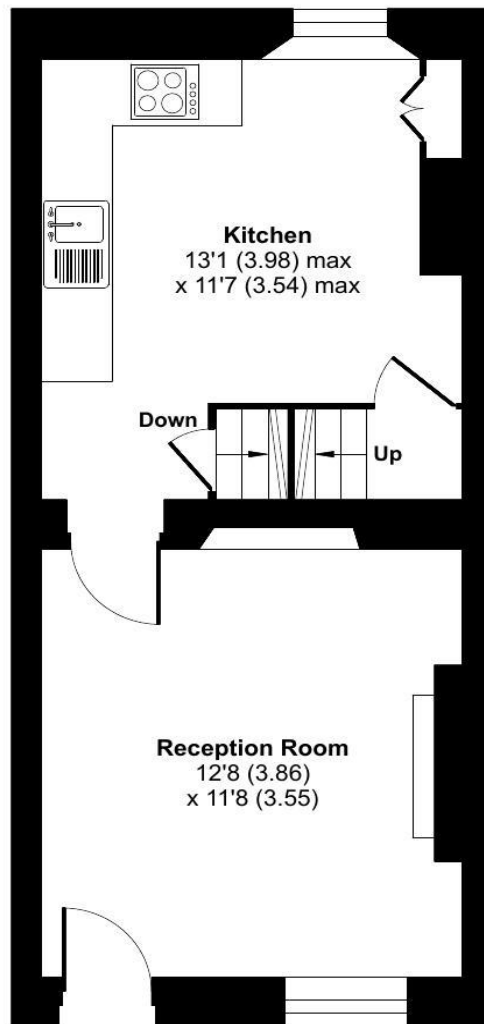 Kitchen
13'1 (3.98) max
x 11'7 (3.54) max
Down
Up
Reception Room
12'8 (3.86)
x 11'8 (3.55)